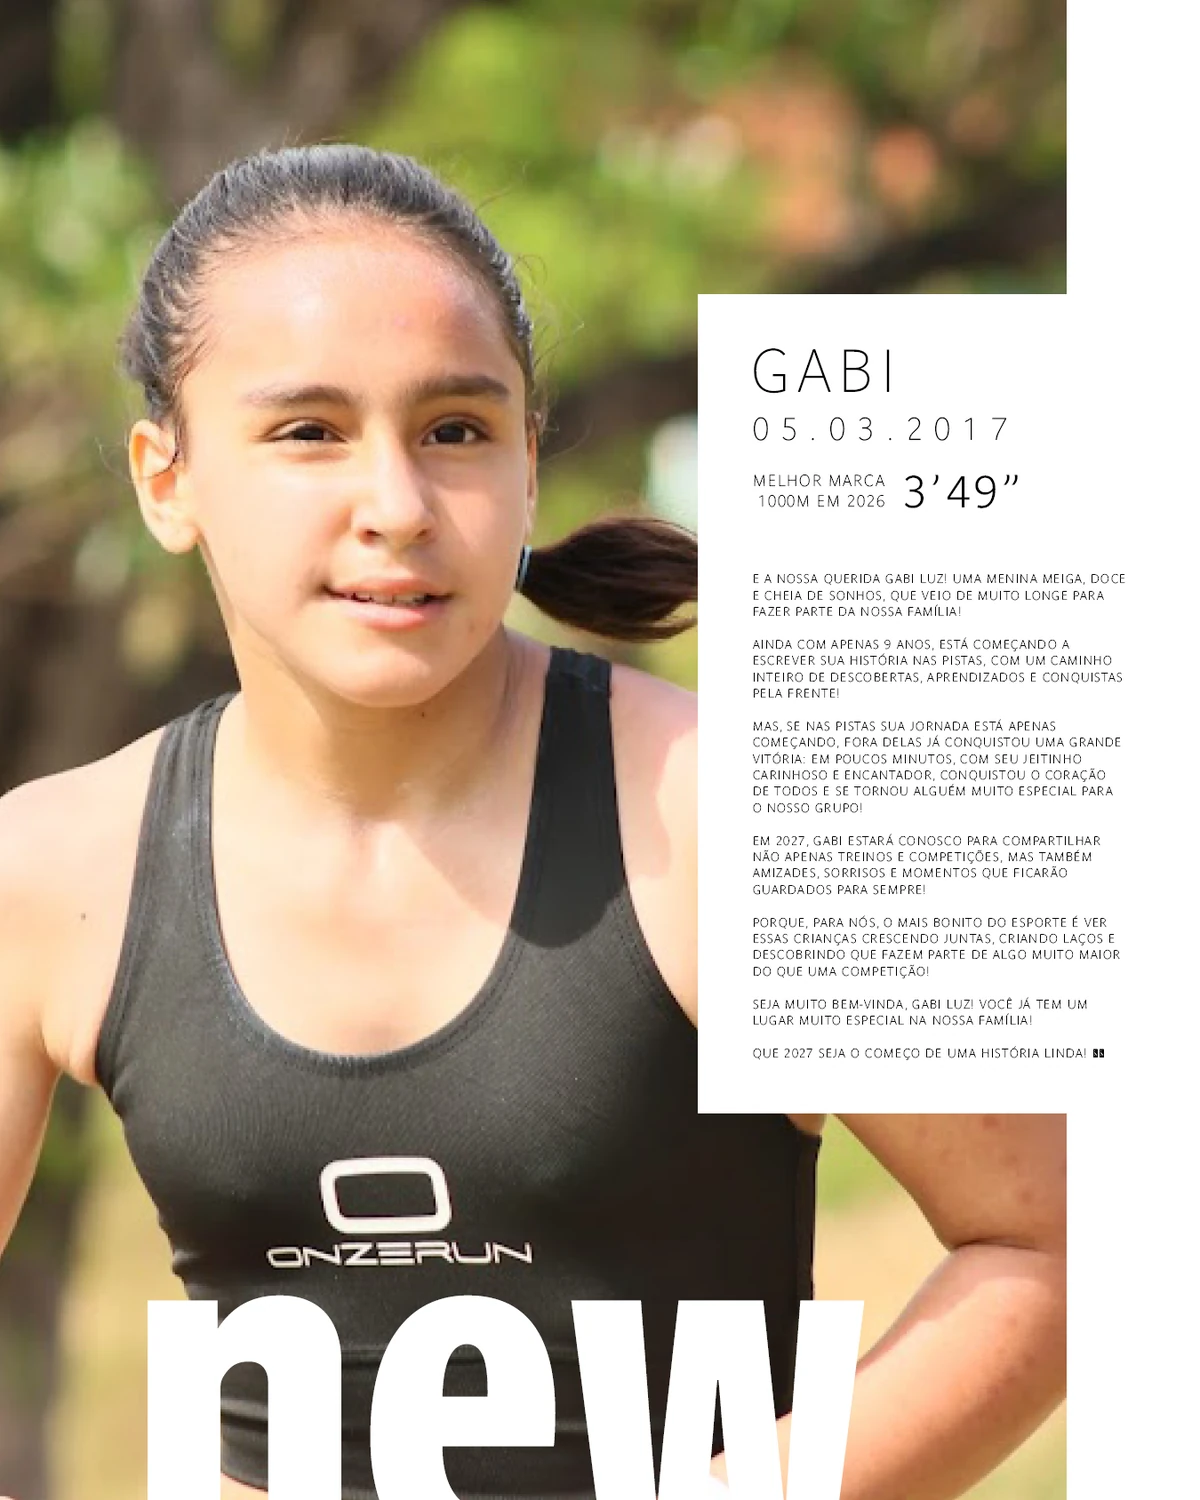 GABI
05.03.2017
MELHOR MARCA
1000M EM 2026
3’49”
E A NOSSA QUERIDA GABI LUZ! UMA MENINA MEIGA, DOCE
E CHEIA DE SONHOS, QUE VEIO DE MUITO LONGE PARA
FAZER PARTE DA NOSSA FAMÍLIA!
AINDA COM APENAS 9 ANOS, ESTÁ COMEÇANDO A
ESCREVER SUA HISTÓRIA NAS PISTAS, COM UM CAMINHO
INTEIRO DE DESCOBERTAS, APRENDIZADOS E CONQUISTAS
PELA FRENTE!
MAS, SE NAS PISTAS SUA JORNADA ESTÁ APENAS
COMEÇANDO, FORA DELAS JÁ CONQUISTOU UMA GRANDE
VITÓRIA: EM POUCOS MINUTOS, COM SEU JEITINHO
CARINHOSO E ENCANTADOR, CONQUISTOU O CORAÇÃO
DE TODOS E SE TORNOU ALGUÉM MUITO ESPECIAL PARA
O NOSSO GRUPO!
EM 2027, GABI ESTARÁ CONOSCO PARA COMPARTILHAR
NÃO APENAS TREINOS E COMPETIÇÕES, MAS TAMBÉM
AMIZADES, SORRISOS E MOMENTOS QUE FICARÃO
GUARDADOS PARA SEMPRE!
PORQUE, PARA NÓS, O MAIS BONITO DO ESPORTE É VER
ESSAS CRIANÇAS CRESCENDO JUNTAS, CRIANDO LAÇOS E
DESCOBRINDO QUE FAZEM PARTE DE ALGO MUITO MAIOR
DO QUE UMA COMPETIÇÃO!
SEJA MUITO BEM-VINDA, GABI LUZ! VOCÊ JÁ TEM UM
LUGAR MUITO ESPECIAL NA NOSSA FAMÍLIA!
QUE 2027 SEJA O COMEÇO DE UMA HISTÓRIA LINDA!
ONZERUN
new